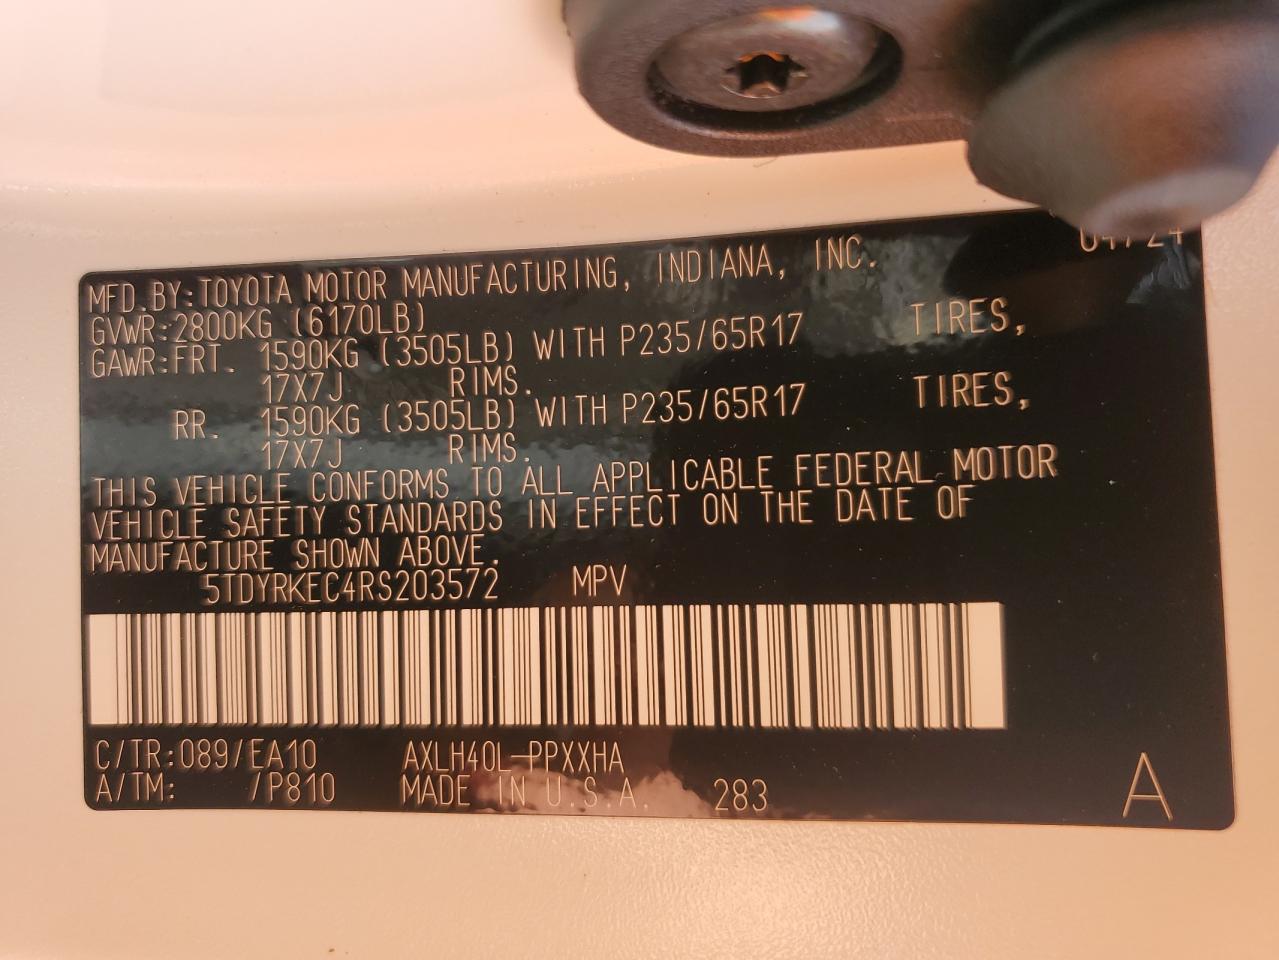 04/24
MFD.BY:TOYOTA MOTOR MANUFACTURING, INDIANA, INC.
GVWR:2800KG (6170LB)
GAWR:FRT. 1590KG (3505LB) WITH P235/65R17 TIRES,
17X7J RIMS.
RR. 1590KG (3505LB) WITH P235/65R17 TIRES,
17X7J RIMS.
THIS VEHICLE CONFORMS TO ALL APPLICABLE FEDERAL MOTOR
VEHICLE SAFETY STANDARDS IN EFFECT ON THE DATE OF
MANUFACTURE SHOWN ABOVE.
5TDYRKEC4RS203572 MPV
C/TR:089/EA10 AXLH40L-PPXXHA
A/TM: /P810 MADE IN U.S.A. 283
A